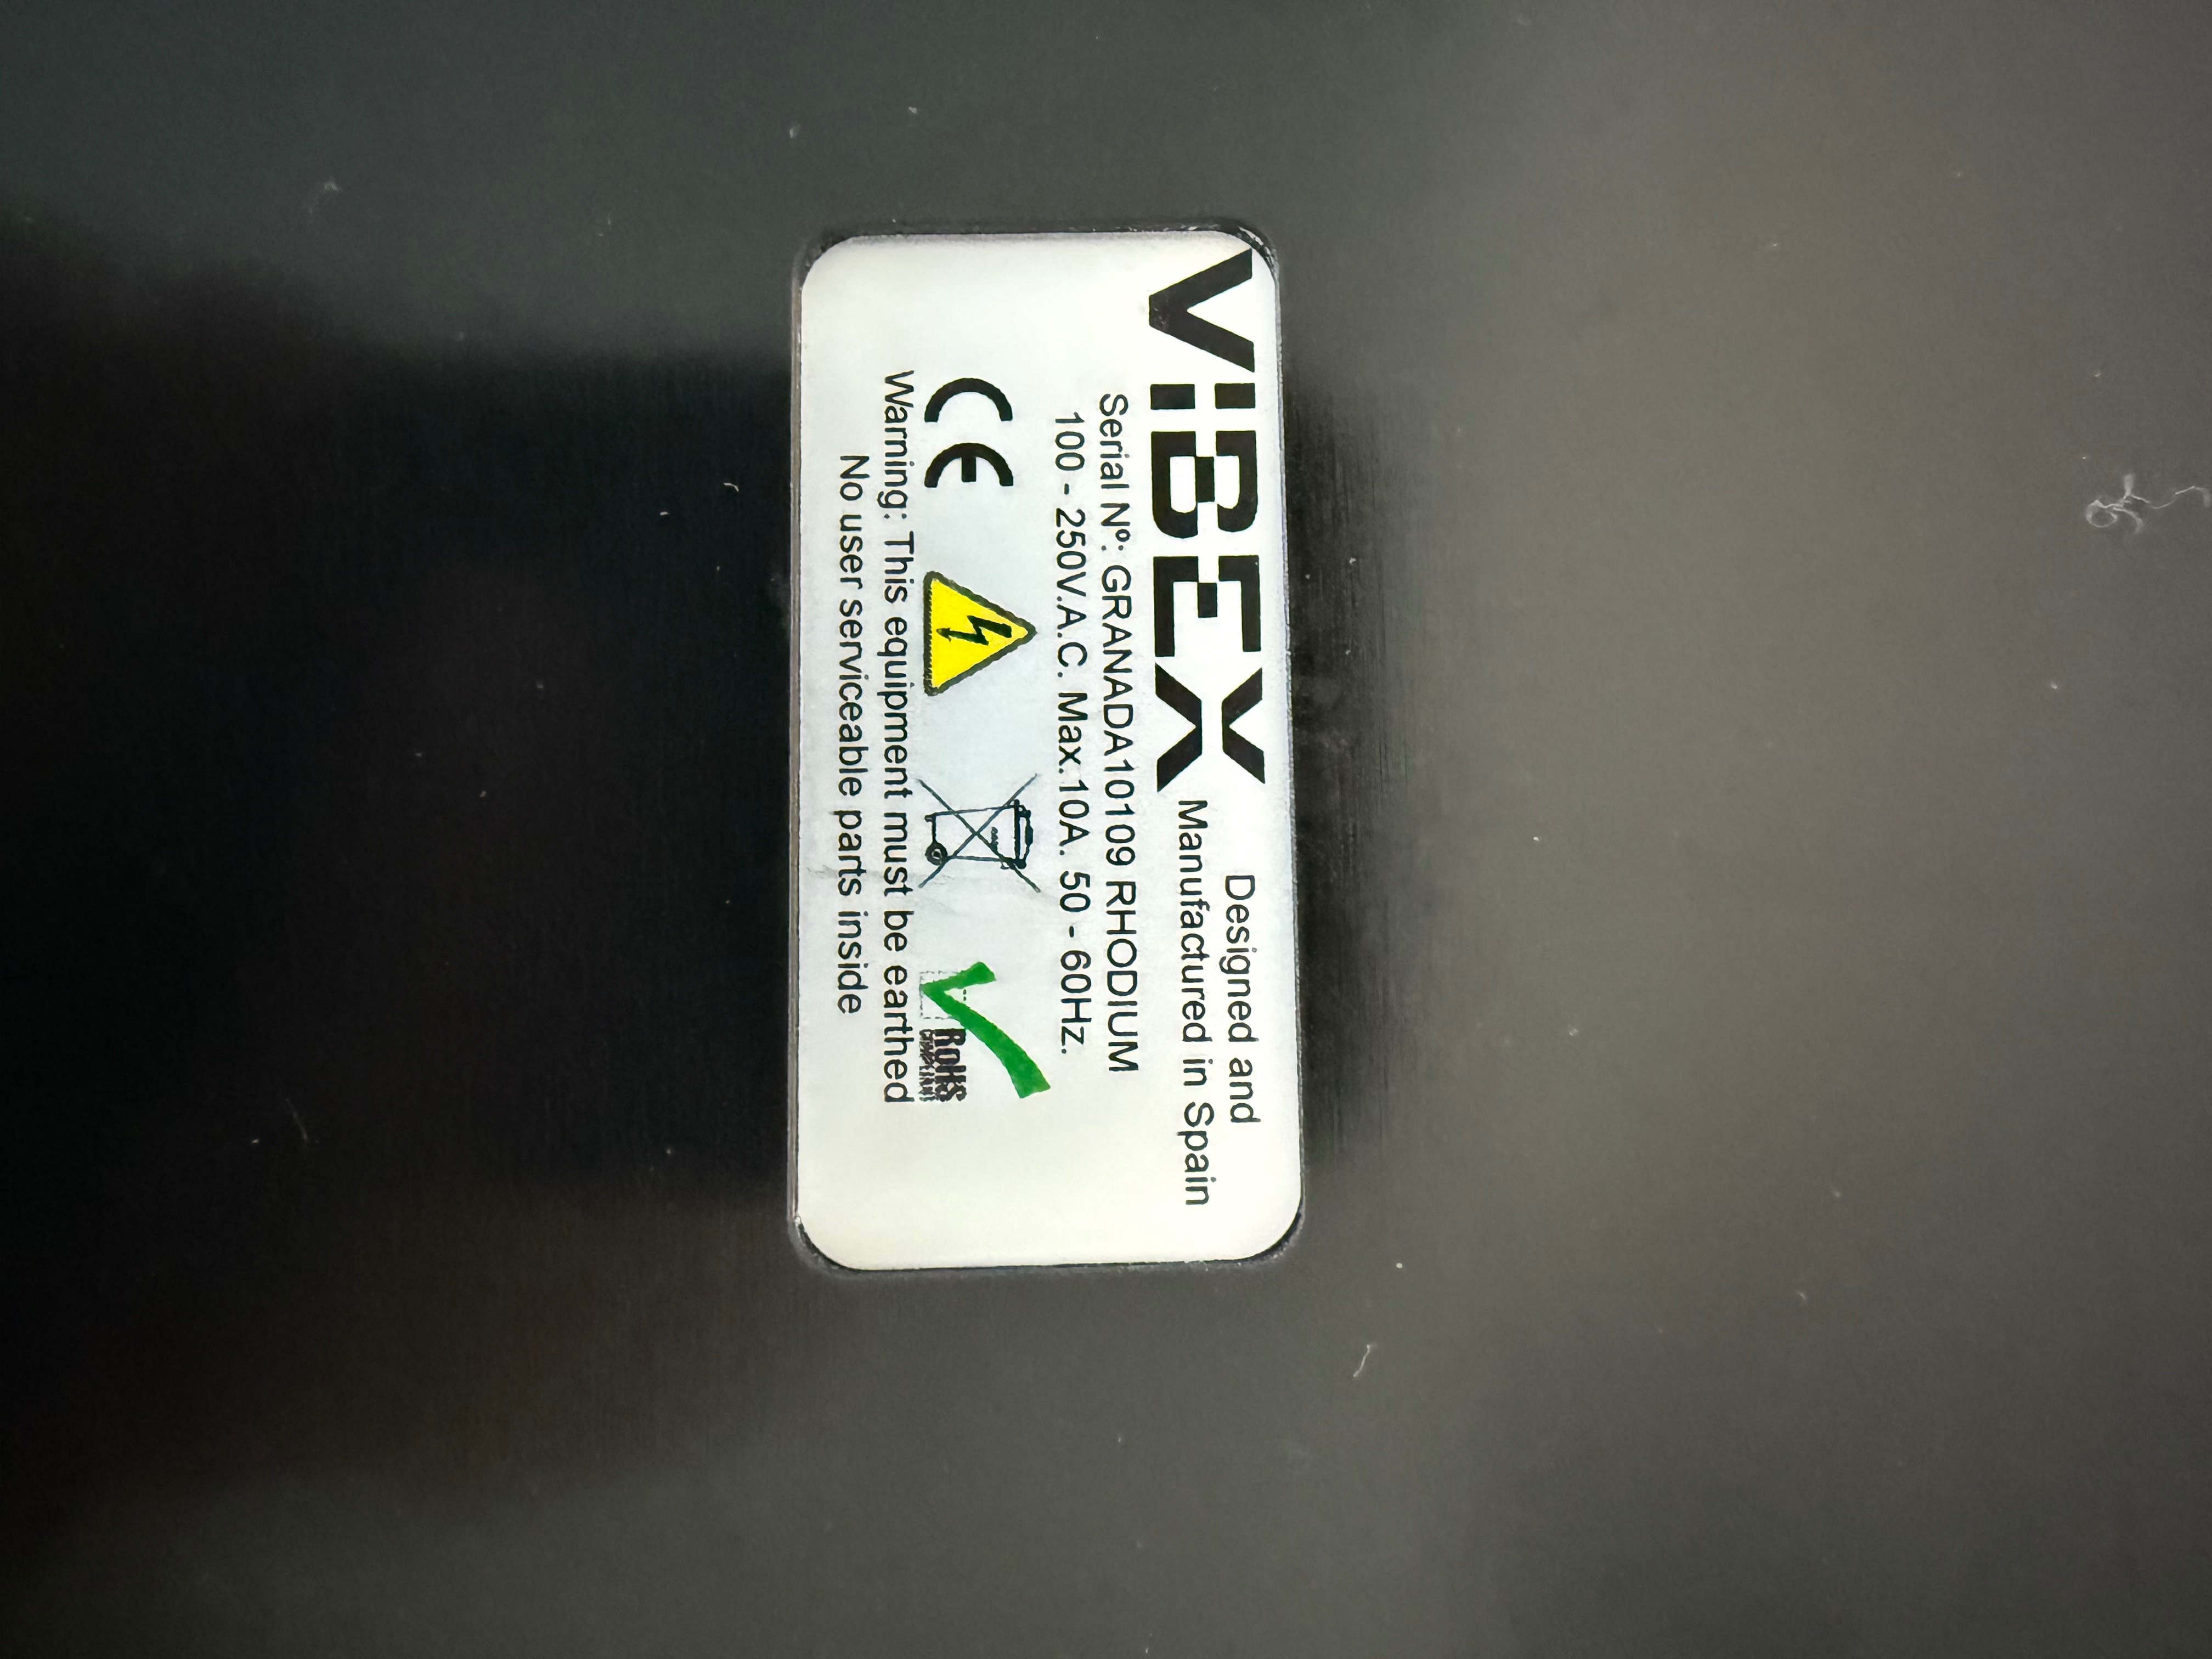 ViBEX
Designed and
Manufactured in Spain
Serial Nº: GRANADA10109 RHODIUM
100 - 250V.A.C. Max.10A. 50 - 60Hz.
CE
RoHS
COMPLIANT
Warning: This equipment must be earthed
No user serviceable parts inside